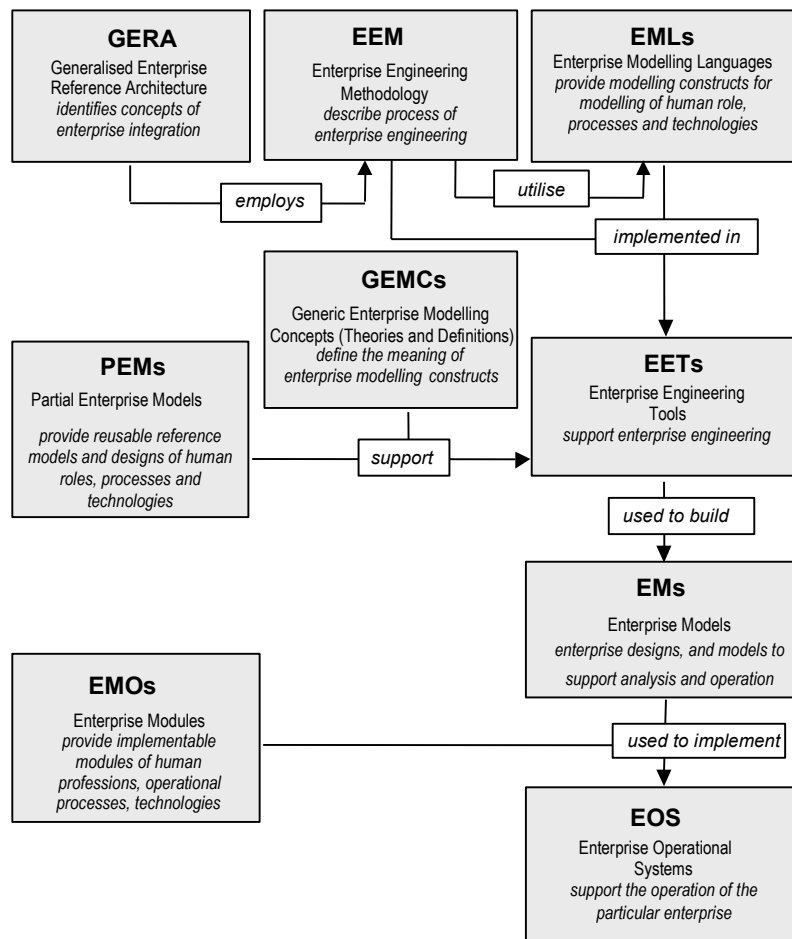 GERA
Generalised Enterprise
Reference Architecture
identifies concepts of
enterprise integration
EEM
Enterprise Engineering
Methodology
describe process of
enterprise engineering
EMLs
Enterprise Modelling Languages
provide modelling constructs for
modelling of human role,
processes and technologies
employs
utilise
implemented in
GEMCs
Generic Enterprise Modelling
Concepts (Theories and Definitions)
define the meaning of
enterprise modelling constructs
PEMs
Partial Enterprise Models
provide reusable reference
models and designs of human
roles, processes and
technologies
EETs
Enterprise Engineering
Tools
support enterprise engineering
support
used to build
EMs
Enterprise Models
enterprise designs, and models to
support analysis and operation
EMOs
Enterprise Modules
provide implementable
modules of human
professions, operational
processes, technologies
used to implement
EOS
Enterprise Operational
Systems
support the operation of the
particular enterprise